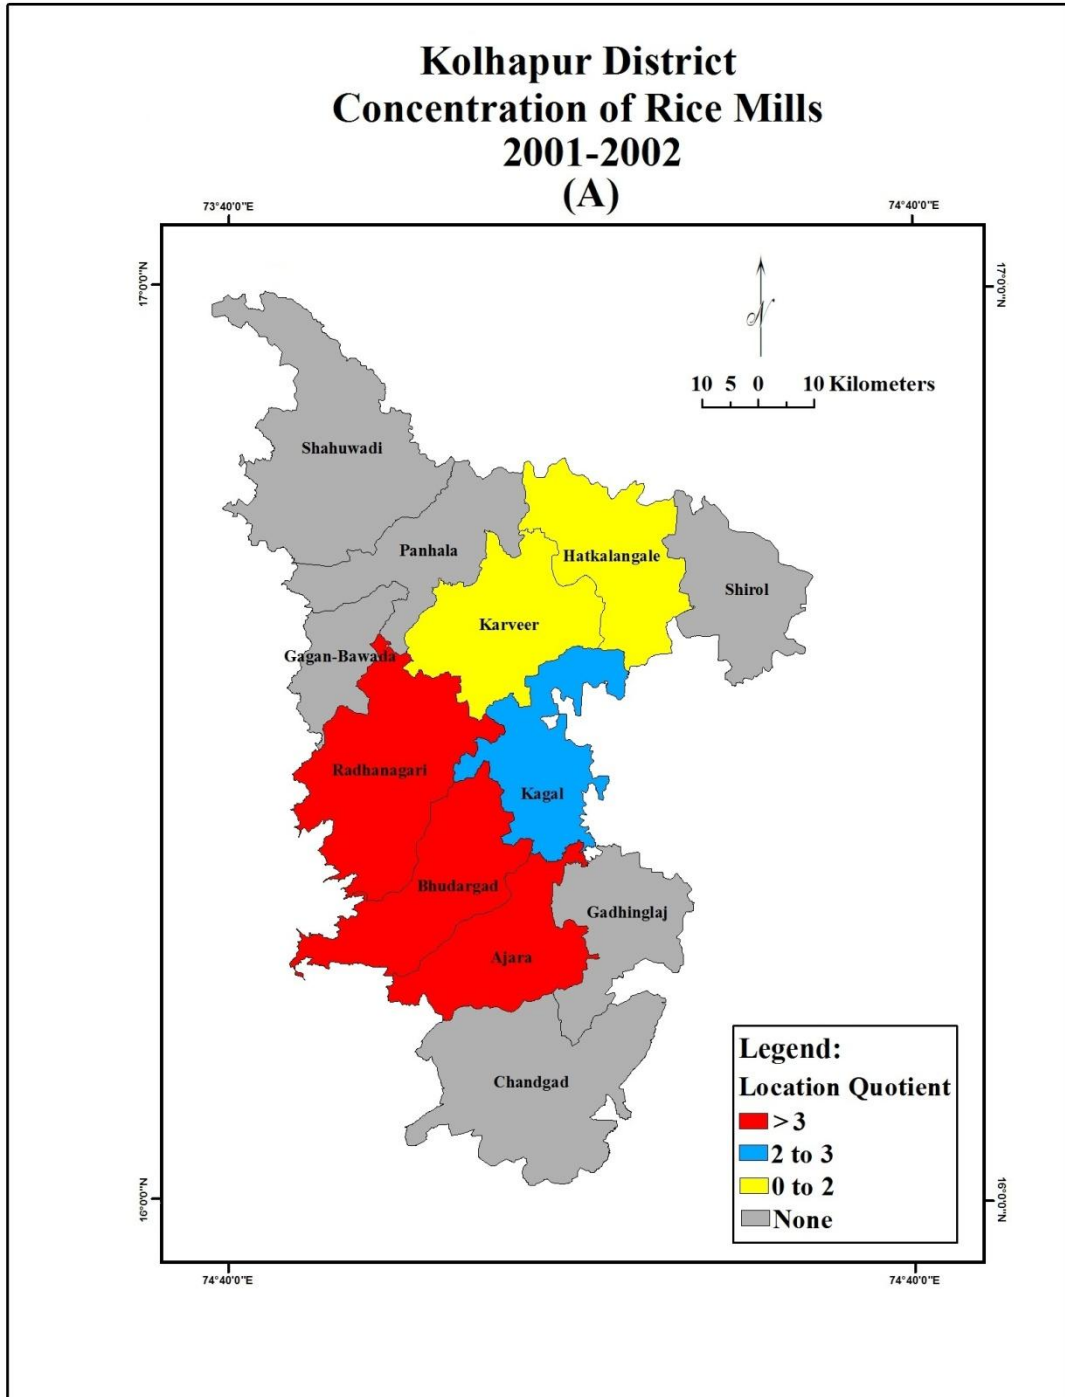 Kolhapur District
Concentration of Rice Mills
2001-2002
(A)
73°40'0"E
74°40'0"E
17°0'0"N
17°0'0"N
N
10 5 0 10 Kilometers
Shahuwadi
Panhala
Hatkalangale
Shirol
Karveer
Gagan-Bawada
Radhanagari
Kagal
Bhudargad
Gadhinglaj
Ajara
Chandgad
Legend:
Location Quotient
> 3
2 to 3
0 to 2
None
16°0'0"N
16°0'0"N
74°40'0"E
74°40'0"E